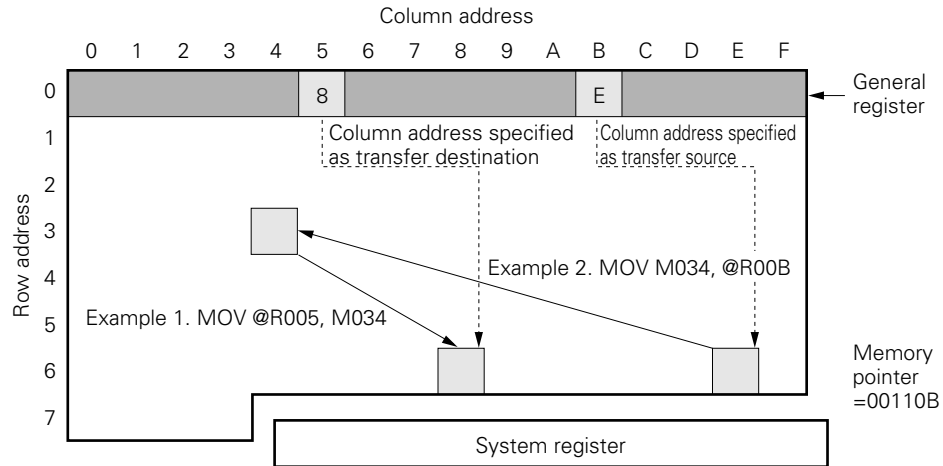 Column address
0 1 2 3 4 5 6 7 8 9 A B C D E F
Row address
0
8
E
General
register
1
Column address specified
as transfer destination
Column address specified
as transfer source
2
3
4
Example 2. MOV M034, @R00B
Example 1. MOV @R005, M034
5
6
Memory
pointer
=00110B
7
System register